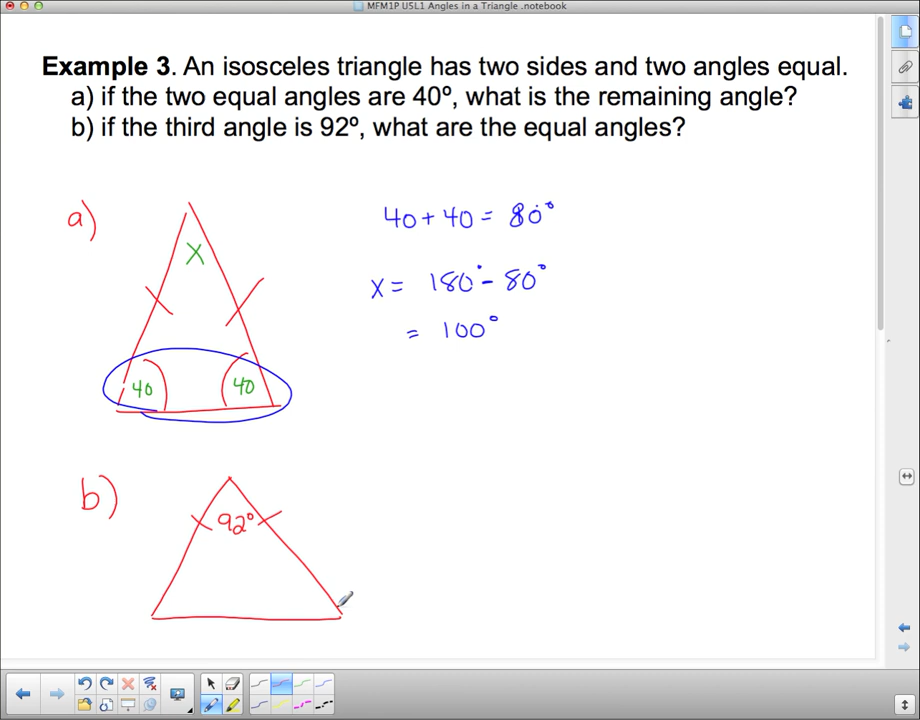 MFM1P U5L1 Angles in a Triangle .notebook
Example 3. An isosceles triangle has two sides and two angles equal.
a) if the two equal angles are 40º, what is the remaining angle?
b) if the third angle is 92º, what are the equal angles?
a)
x
40
40
40 + 40 = 80°
x = 180° - 80°
= 100°
b)
92°